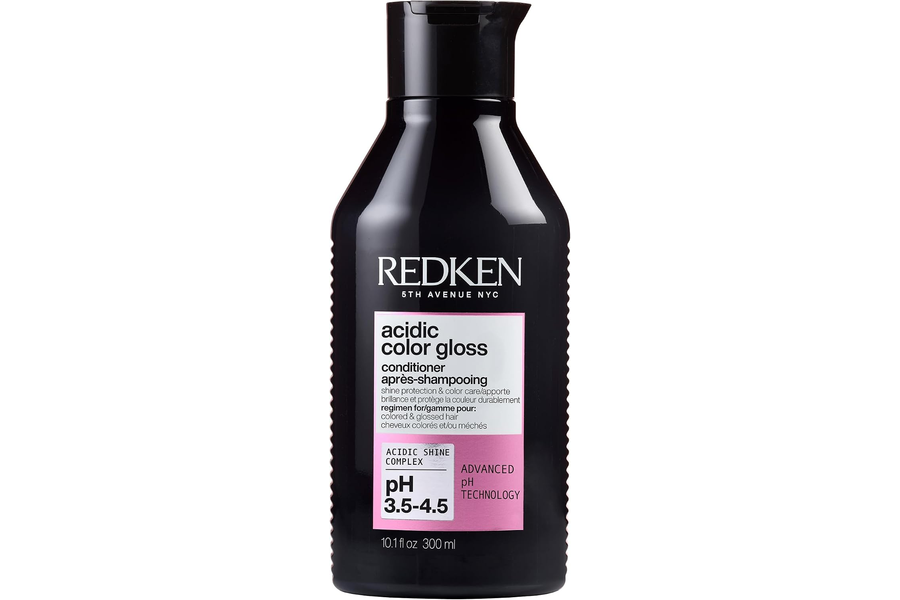 REDKEN
5TH AVENUE NYC
acidic
color gloss
conditioner
après-shampooing
shine protection & color care/apporte
brillance et protège la couleur durablement
regimen for/gamme pour:
colored & glossed hair
cheveux colorés et/ou méchés
ACIDIC SHINE
COMPLEX
pH
3.5-4.5
ADVANCED
pH
TECHNOLOGY
10.1 fl oz 300 ml